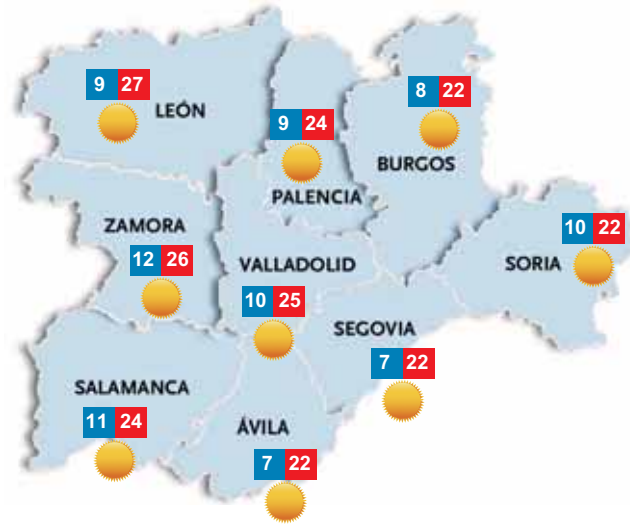 9 27
LEÓN
8 22
BURGOS
9 24
PALENCIA
ZAMORA
12 26
VALLADOLID
10 25
10 22
SORIA
SEGOVIA
7 22
SALAMANCA
11 24
ÁVILA
7 22